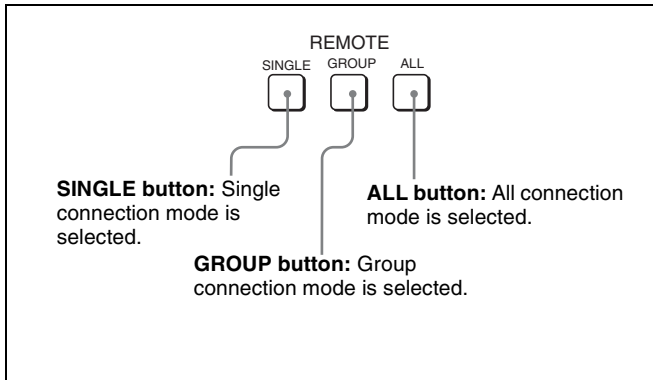 REMOTE
SINGLE GROUP ALL
SINGLE button: Single
connection mode is
selected.
ALL button: All connection
mode is selected.
GROUP button: Group
connection mode is selected.